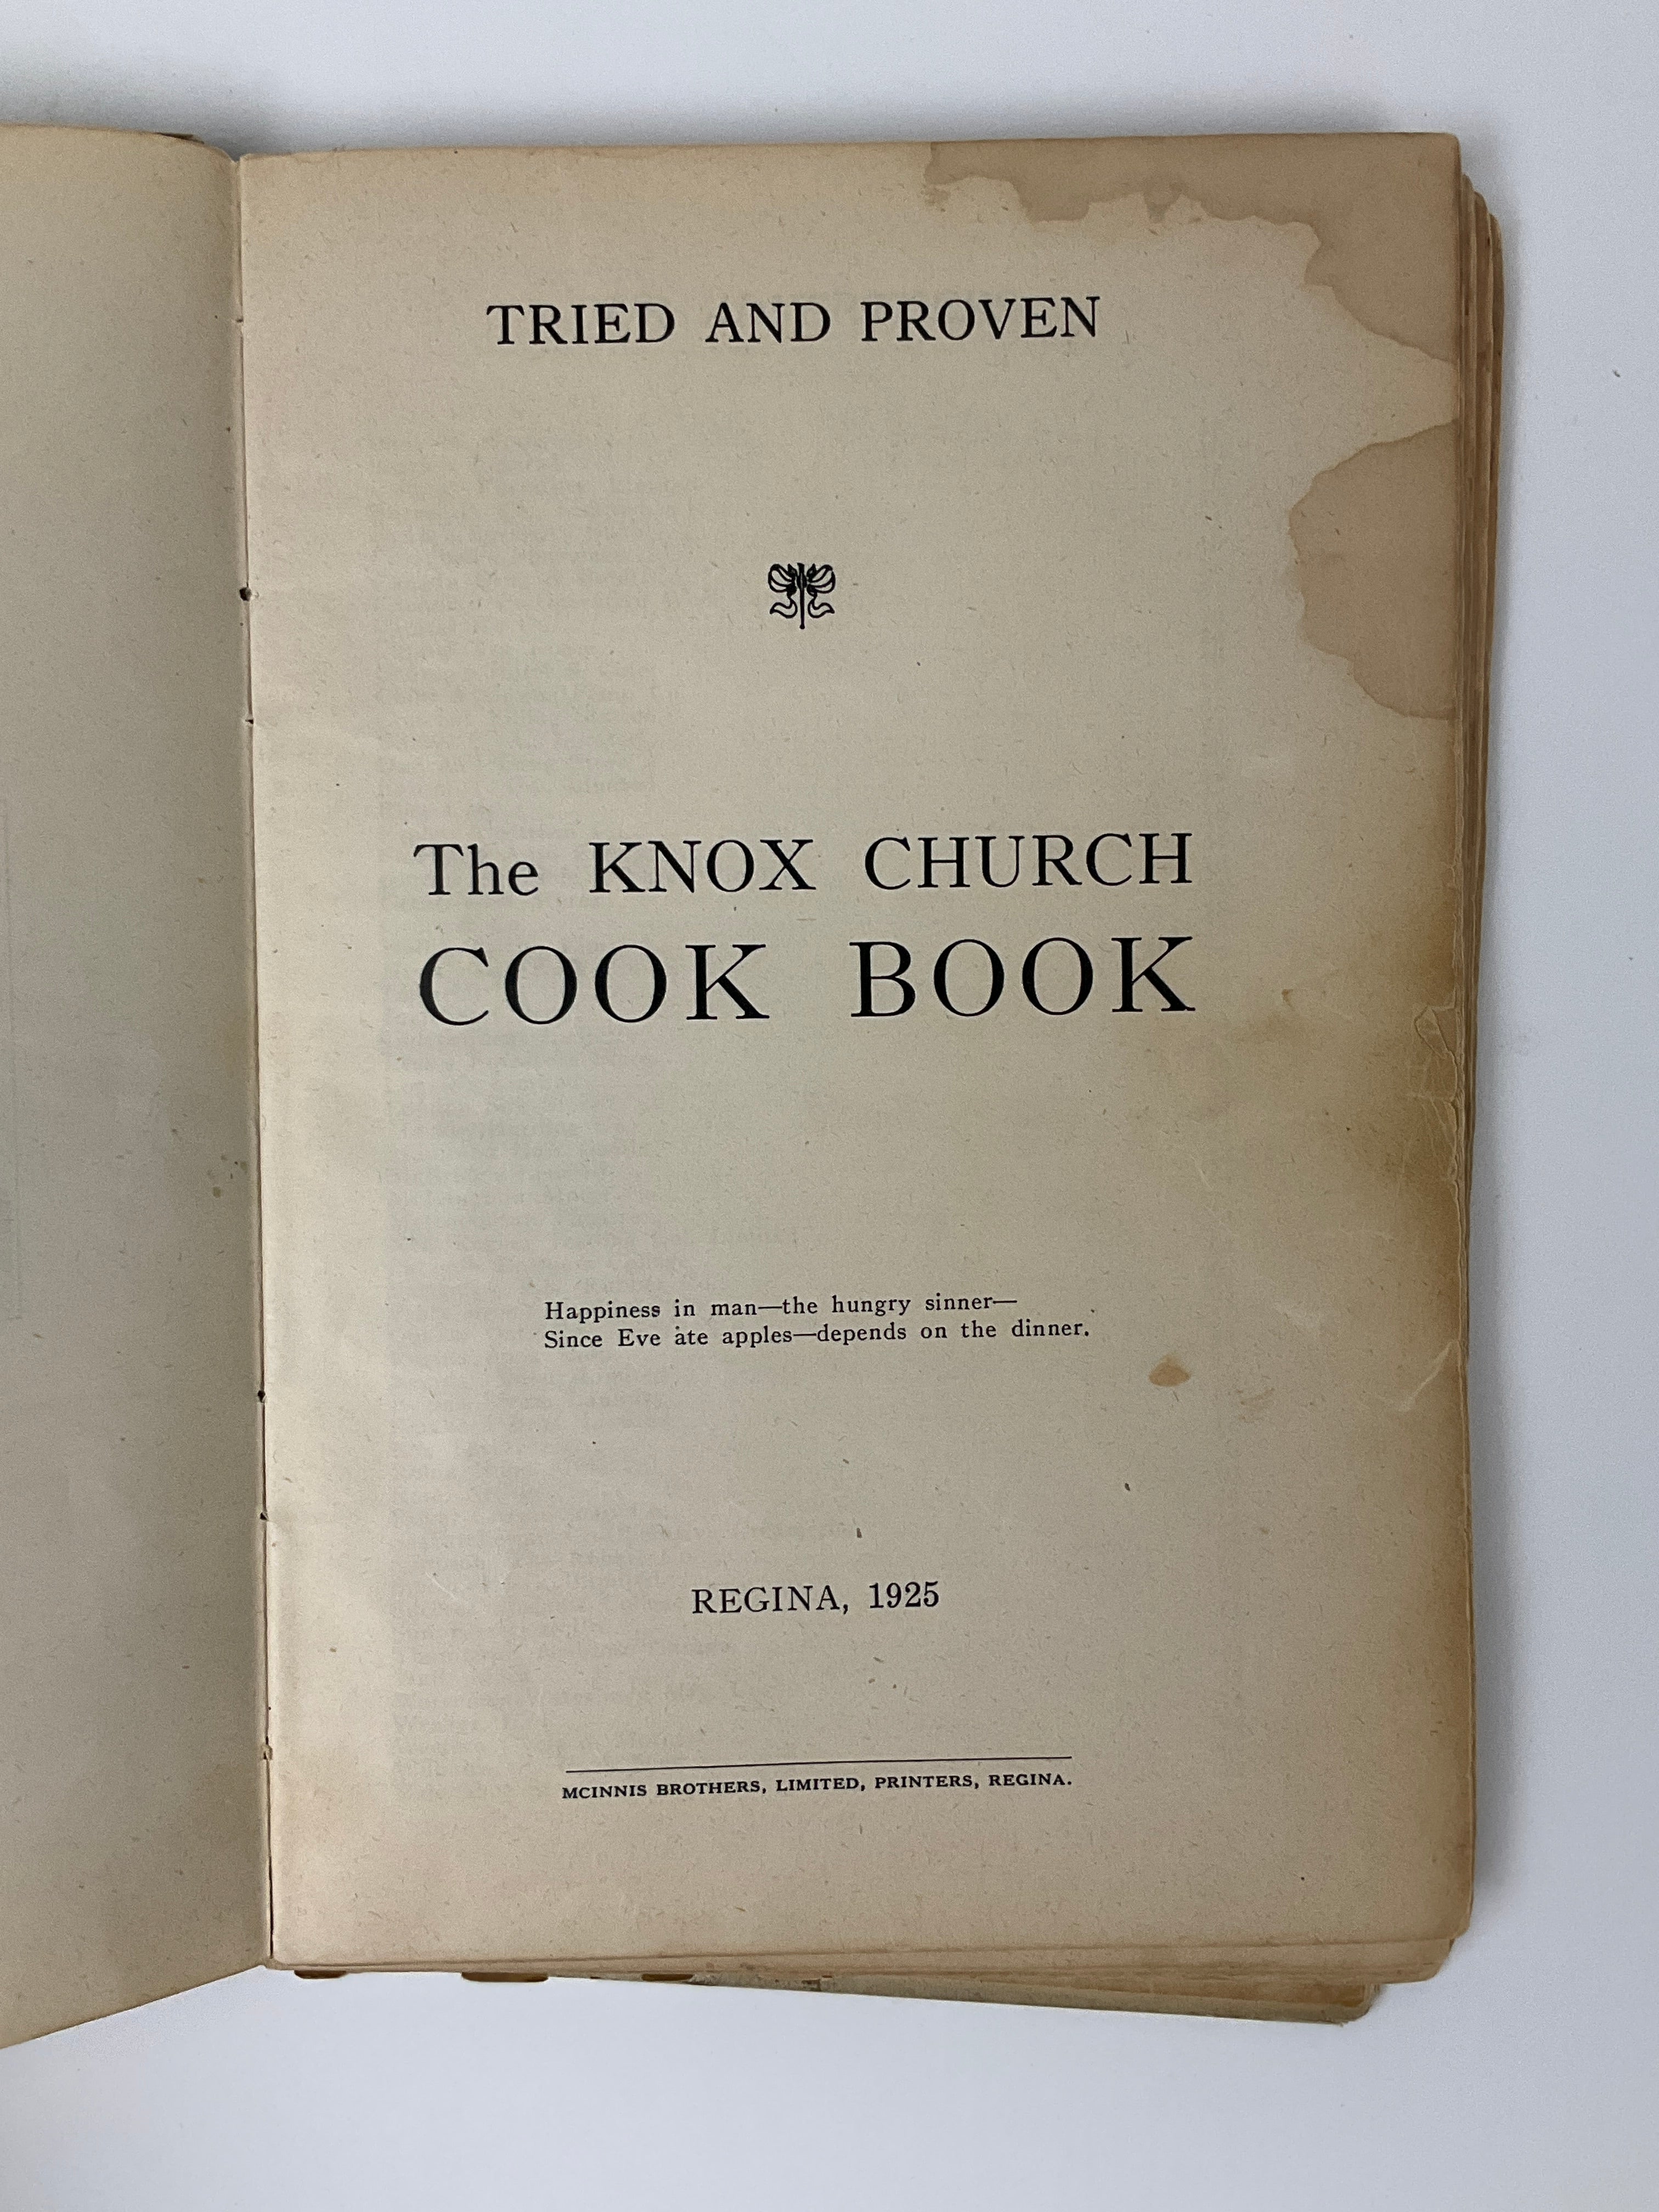 TRIED AND PROVEN
The KNOX CHURCH
COOK BOOK
Happiness in man—the hungry sinner—
Since Eve ate apples—depends on the dinner.
REGINA, 1925
MCINNIS BROTHERS, LIMITED, PRINTERS, REGINA.